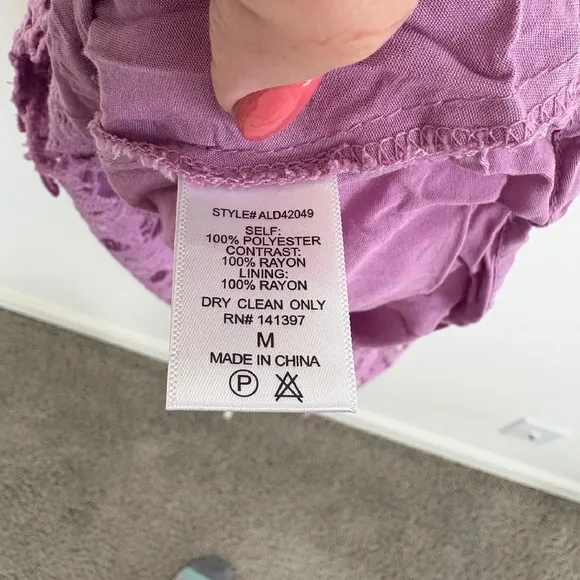 STYLE# ALD42049
SELF:
100% POLYESTER
CONTRAST:
100% RAYON
LINING:
100% RAYON
DRY CLEAN ONLY
RN# 141397
M
MADE IN CHINA
P